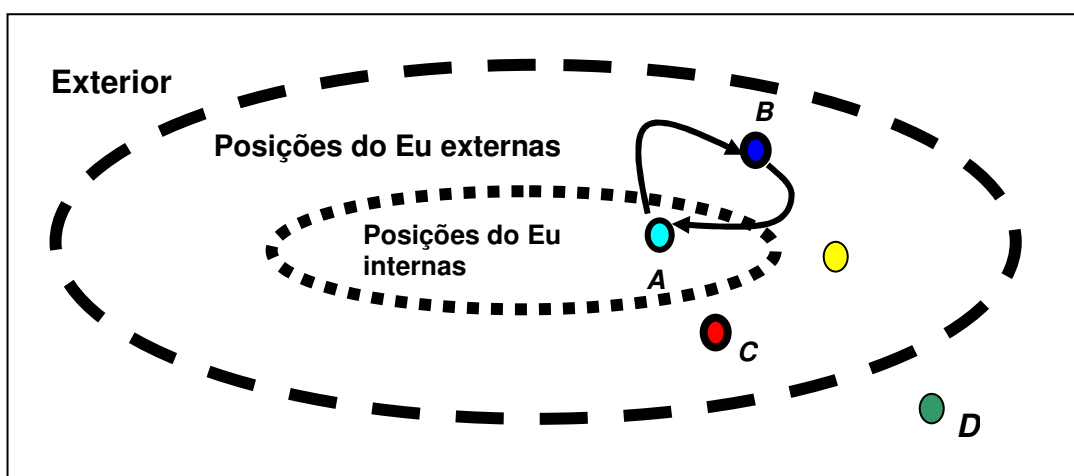 Exterior
B
Posições do Eu externas
Posições do Eu
internas
A
C
D